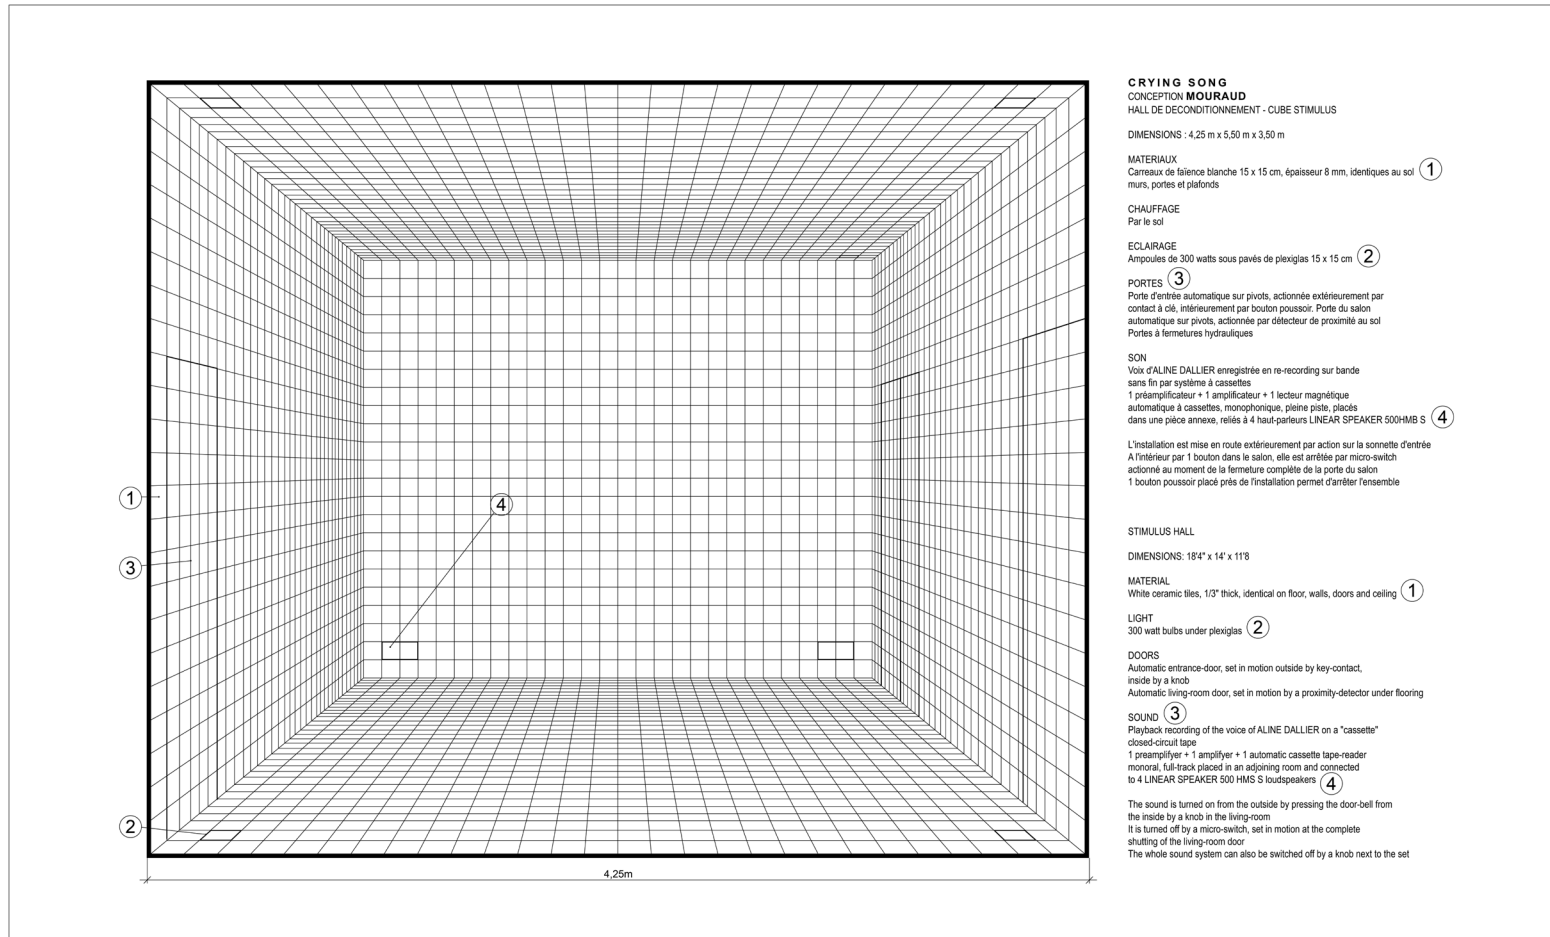 CRYING SONG
CONCEPTION MOURAUD
HALL DE DECONDITIONNEMENT - CUBE STIMULUS
DIMENSIONS : 4,25 m x 5,50 m x 3,50 m
MATERIAUX
Carreaux de faïence blanche 15 x 15 cm, épaisseur 8 mm, identiques au sol 1
murs, portes et plafonds
CHAUFFAGE
Par le sol
ECLAIRAGE
Ampoules de 300 watts sous pavés de plexiglas 15 x 15 cm 2
PORTES 3
Porte d'entrée automatique sur pivots, actionnée extérieurement par
contact à clé, intérieurement par bouton poussoir. Porte du salon
automatique sur pivots, actionnée par détecteur de proximité au sol
Portes à fermetures hydrauliques
SON
Voix d'ALINE DALLIER enregistrée en re-recording sur bande
sans fin par système à cassettes
1 préamplificateur + 1 amplificateur + 1 lecteur magnétique
automatique à cassettes, monophonique, pleine piste, placés
dans une pièce annexe, reliés à 4 haut-parleurs LINEAR SPEAKER 500HMB S 4
L'installation est mise en route extérieurement par action sur la sonnette d'entrée
A l'intérieur par 1 bouton dans le salon, elle est arrêtée par micro-switch
actionné au moment de la fermeture complète de la porte du salon
1 bouton poussoir placé près de l'installation permet d'arrêter l'ensemble
STIMULUS HALL
DIMENSIONS: 18'4" x 14' x 11'8
MATERIAL
White ceramic tiles, 1/3" thick, identical on floor, walls, doors and ceiling 1
LIGHT
300 watt bulbs under plexiglas 2
DOORS
Automatic entrance-door, set in motion outside by key-contact,
inside by a knob
Automatic living-room door, set in motion by a proximity-detector under flooring
SOUND 3
Playback recording of the voice of ALINE DALLIER on a "cassette"
closed-circuit tape
1 preamplifyer + 1 amplifyer + 1 automatic cassette tape-reader
monoral, full-track placed in an adjoining room and connected
to 4 LINEAR SPEAKER 500 HMS S loudspeakers 4
The sound is turned on from the outside by pressing the door-bell from
the inside by a knob in the living-room
It is turned off by a micro-switch, set in motion at the complete
shutting of the living-room door
The whole sound system can also be switched off by a knob next to the set
1
4
3
2
4,25m